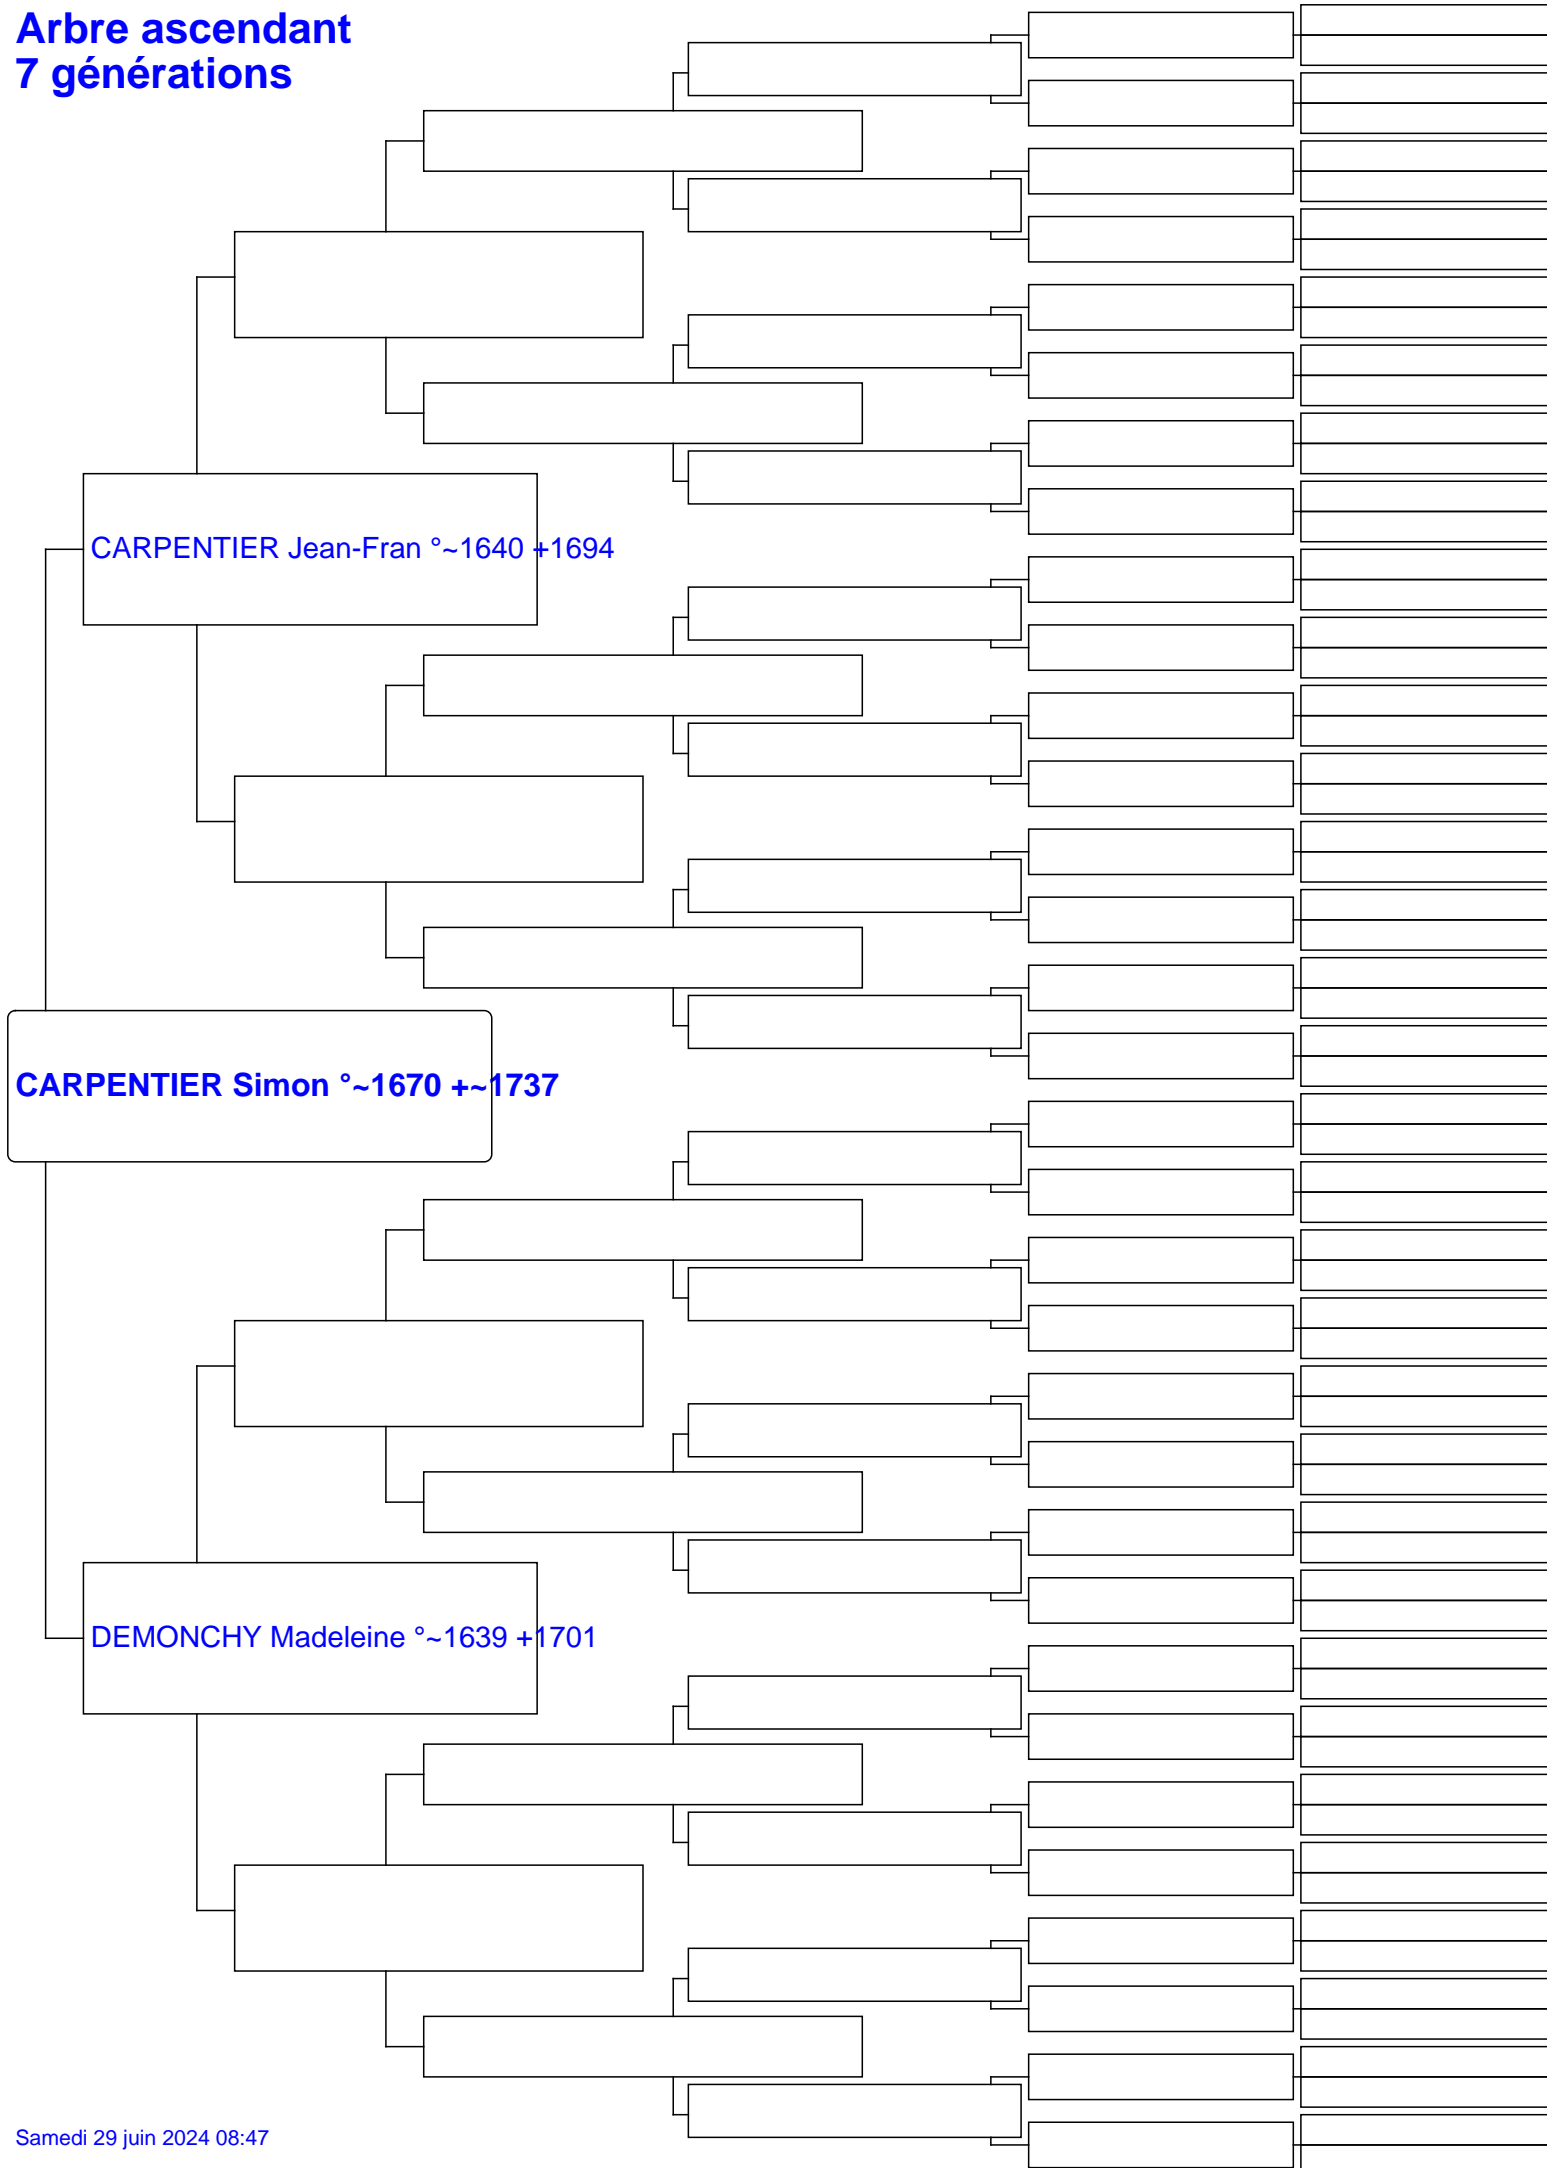 Arbre ascendant
7 générations
CARPENTIER Jean-Fran °~1640 +1694
CARPENTIER Simon °~1670 +~1737
DEMONCHY Madeleine °~1639 +1701
Samedi 29 juin 2024 08:47